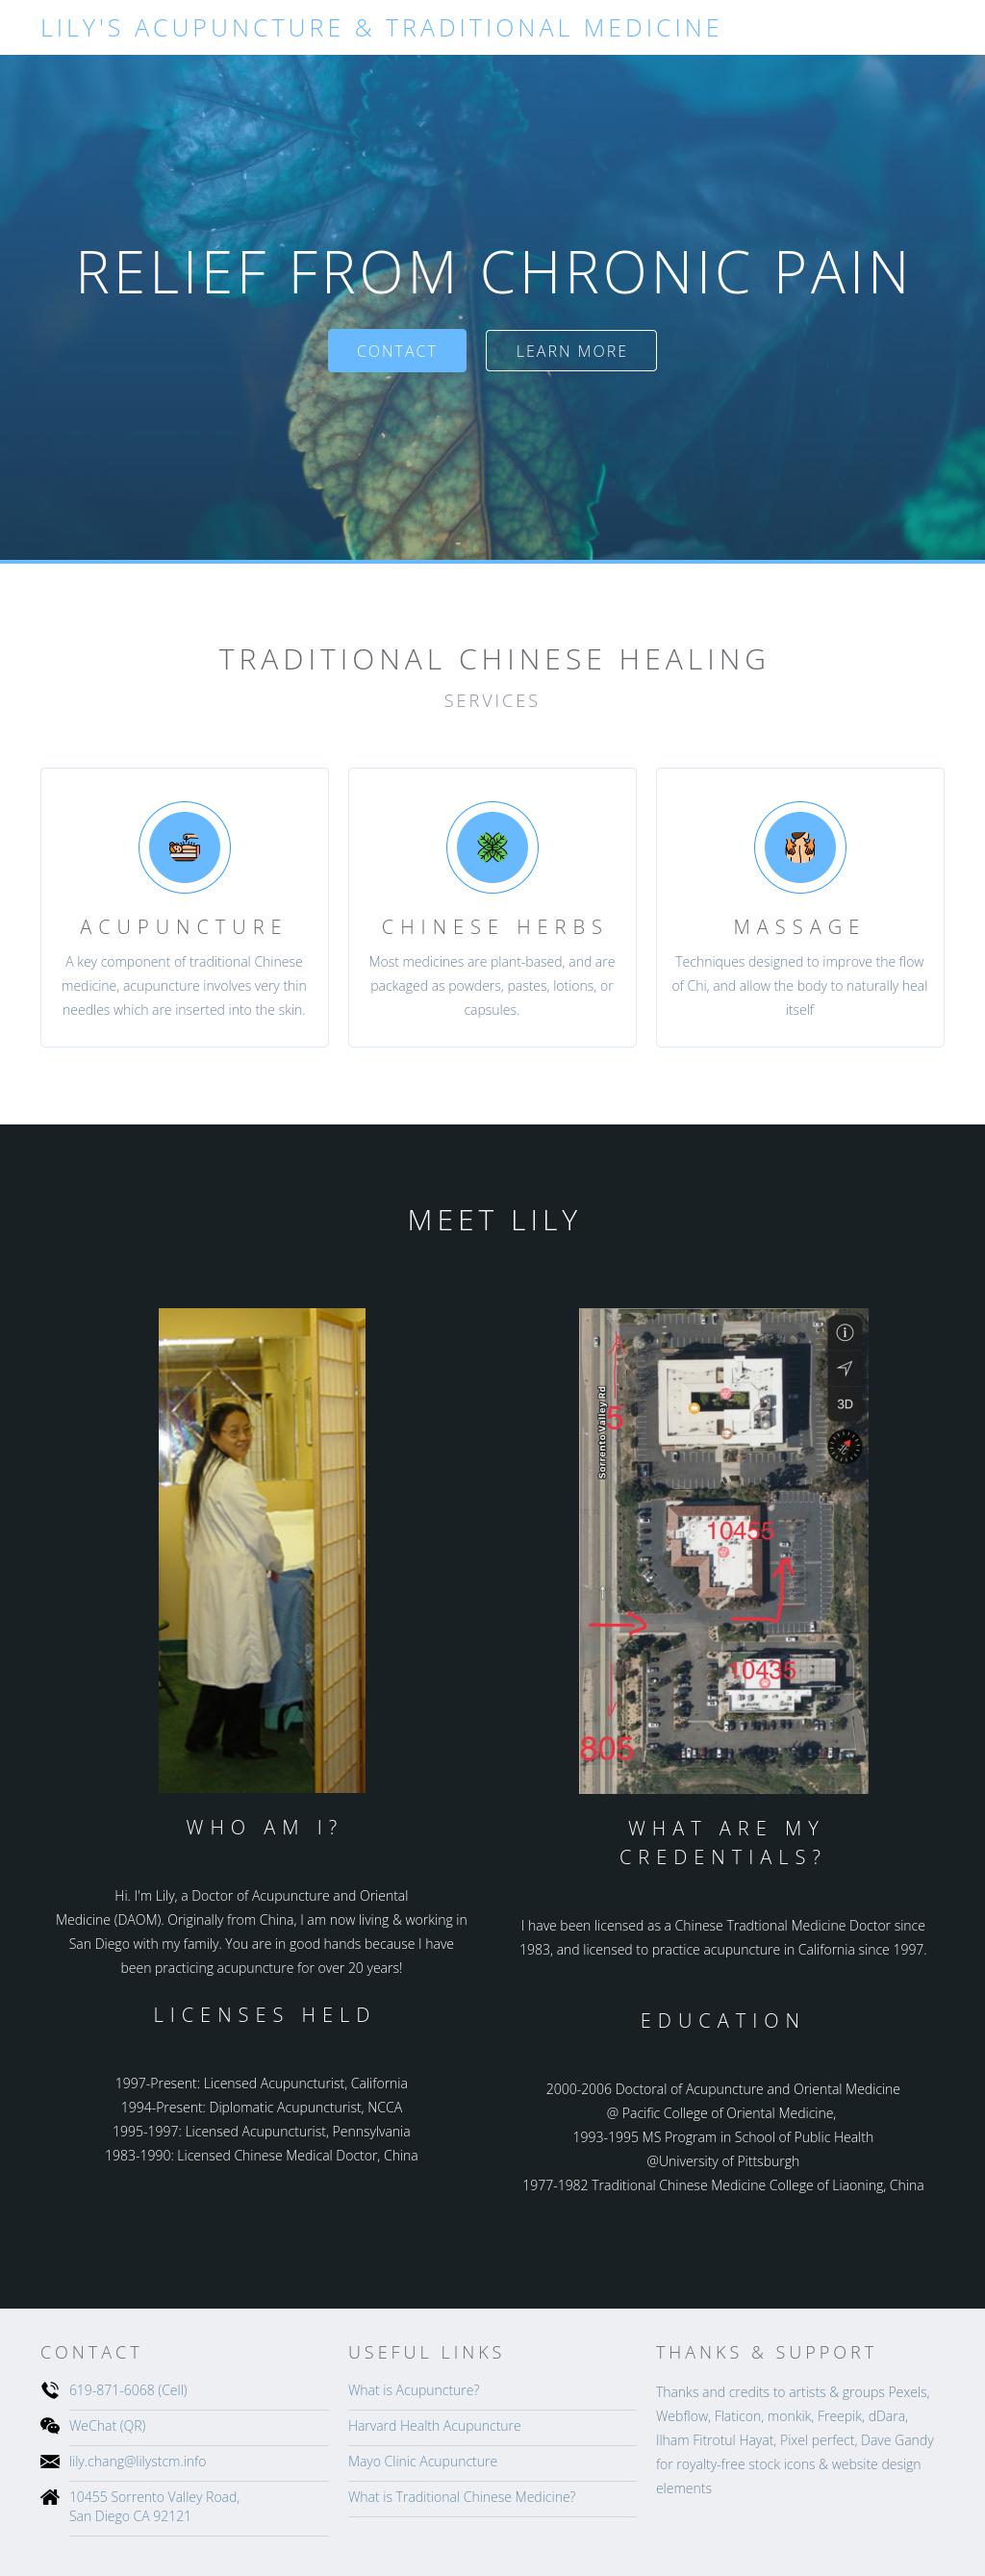 LILY'S ACUPUNCTURE & TRADITIONAL MEDICINE
RELIEF FROM CHRONIC PAIN
CONTACT
LEARN MORE
TRADITIONAL CHINESE HEALING
SERVICES
ACUPUNCTURE
A key component of traditional Chinese
medicine, acupuncture involves very thin
needles which are inserted into the skin.
CHINESE HERBS
Most medicines are plant-based, and are
packaged as powders, pastes, lotions, or
capsules.
MASSAGE
Techniques designed to improve the flow
of Chi, and allow the body to naturally heal
itself
MEET LILY
3D
Sorrento Valley Rd
5
10455
10435
805
WHO AM I?
Hi. I'm Lily, a Doctor of Acupuncture and Oriental
Medicine (DAOM). Originally from China, I am now living & working in
San Diego with my family. You are in good hands because I have
been practicing acupuncture for over 20 years!
LICENSES HELD
1997-Present: Licensed Acupuncturist, California
1994-Present: Diplomatic Acupuncturist, NCCA
1995-1997: Licensed Acupuncturist, Pennsylvania
1983-1990: Licensed Chinese Medical Doctor, China
WHAT ARE MY
CREDENTIALS?
I have been licensed as a Chinese Tradtional Medicine Doctor since
1983, and licensed to practice acupuncture in California since 1997.
EDUCATION
2000-2006 Doctoral of Acupuncture and Oriental Medicine
@ Pacific College of Oriental Medicine,
1993-1995 MS Program in School of Public Health
@University of Pittsburgh
1977-1982 Traditional Chinese Medicine College of Liaoning, China
CONTACT
619-871-6068 (Cell)
WeChat (QR)
lily.chang@lilystcm.info
10455 Sorrento Valley Road,
San Diego CA 92121
USEFUL LINKS
What is Acupuncture?
Harvard Health Acupuncture
Mayo Clinic Acupuncture
What is Traditional Chinese Medicine?
THANKS & SUPPORT
Thanks and credits to artists & groups Pexels,
Webflow, Flaticon, monkik, Freepik, dDara,
Ilham Fitrotul Hayat, Pixel perfect, Dave Gandy
for royalty-free stock icons & website design
elements